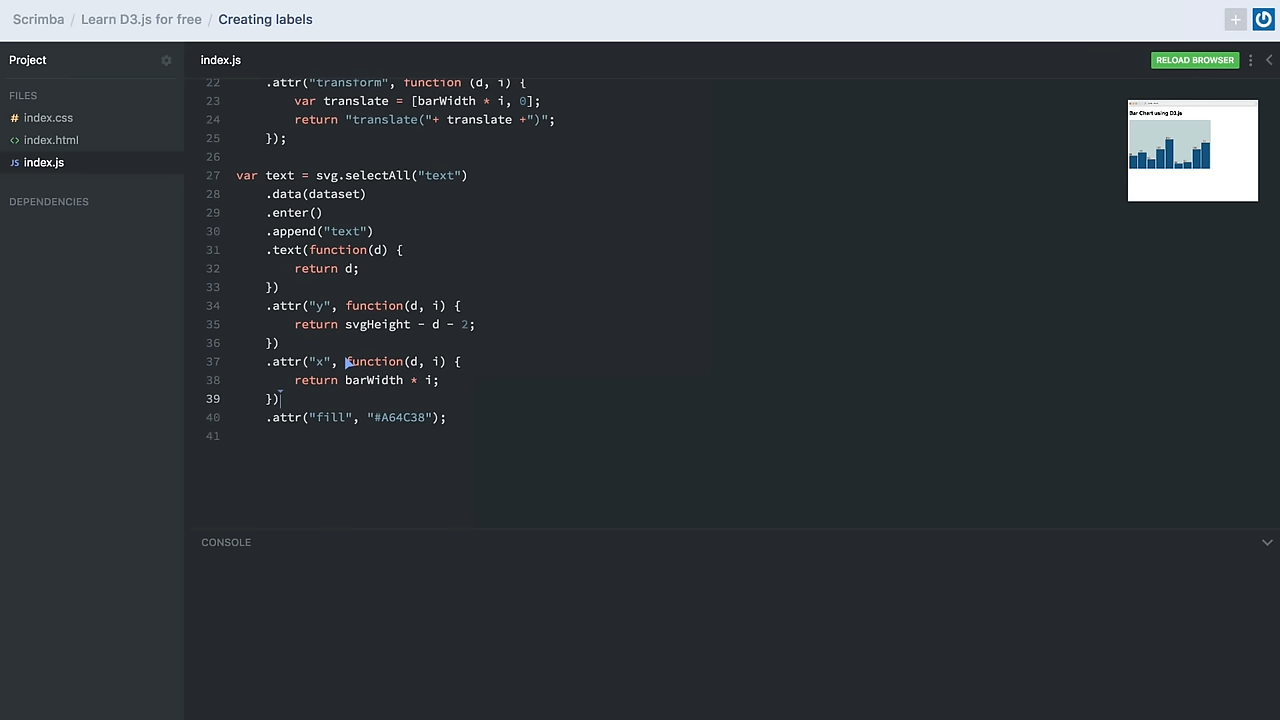 Scrimba / Learn D3.js for free / Creating labels
Project
index.js
RELOAD BROWSER
FILES
# index.css
<> index.html
JS index.js
DEPENDENCIES
22 .attr("transform", function (d, i) {
23 var translate = [barWidth * i, 0];
24 return "translate("+ translate +")";
25 });
26
27 var text = svg.selectAll("text")
28 .data(dataset)
29 .enter()
30 .append("text")
31 .text(function(d) {
32 return d;
33 })
34 .attr("y", function(d, i) {
35 return svgHeight - d - 2;
36 })
37 .attr("x", function(d, i) {
38 return barWidth * i;
39 })
40 .attr("fill", "#A64C38");
41
Bar Chart using D3.js
CONSOLE